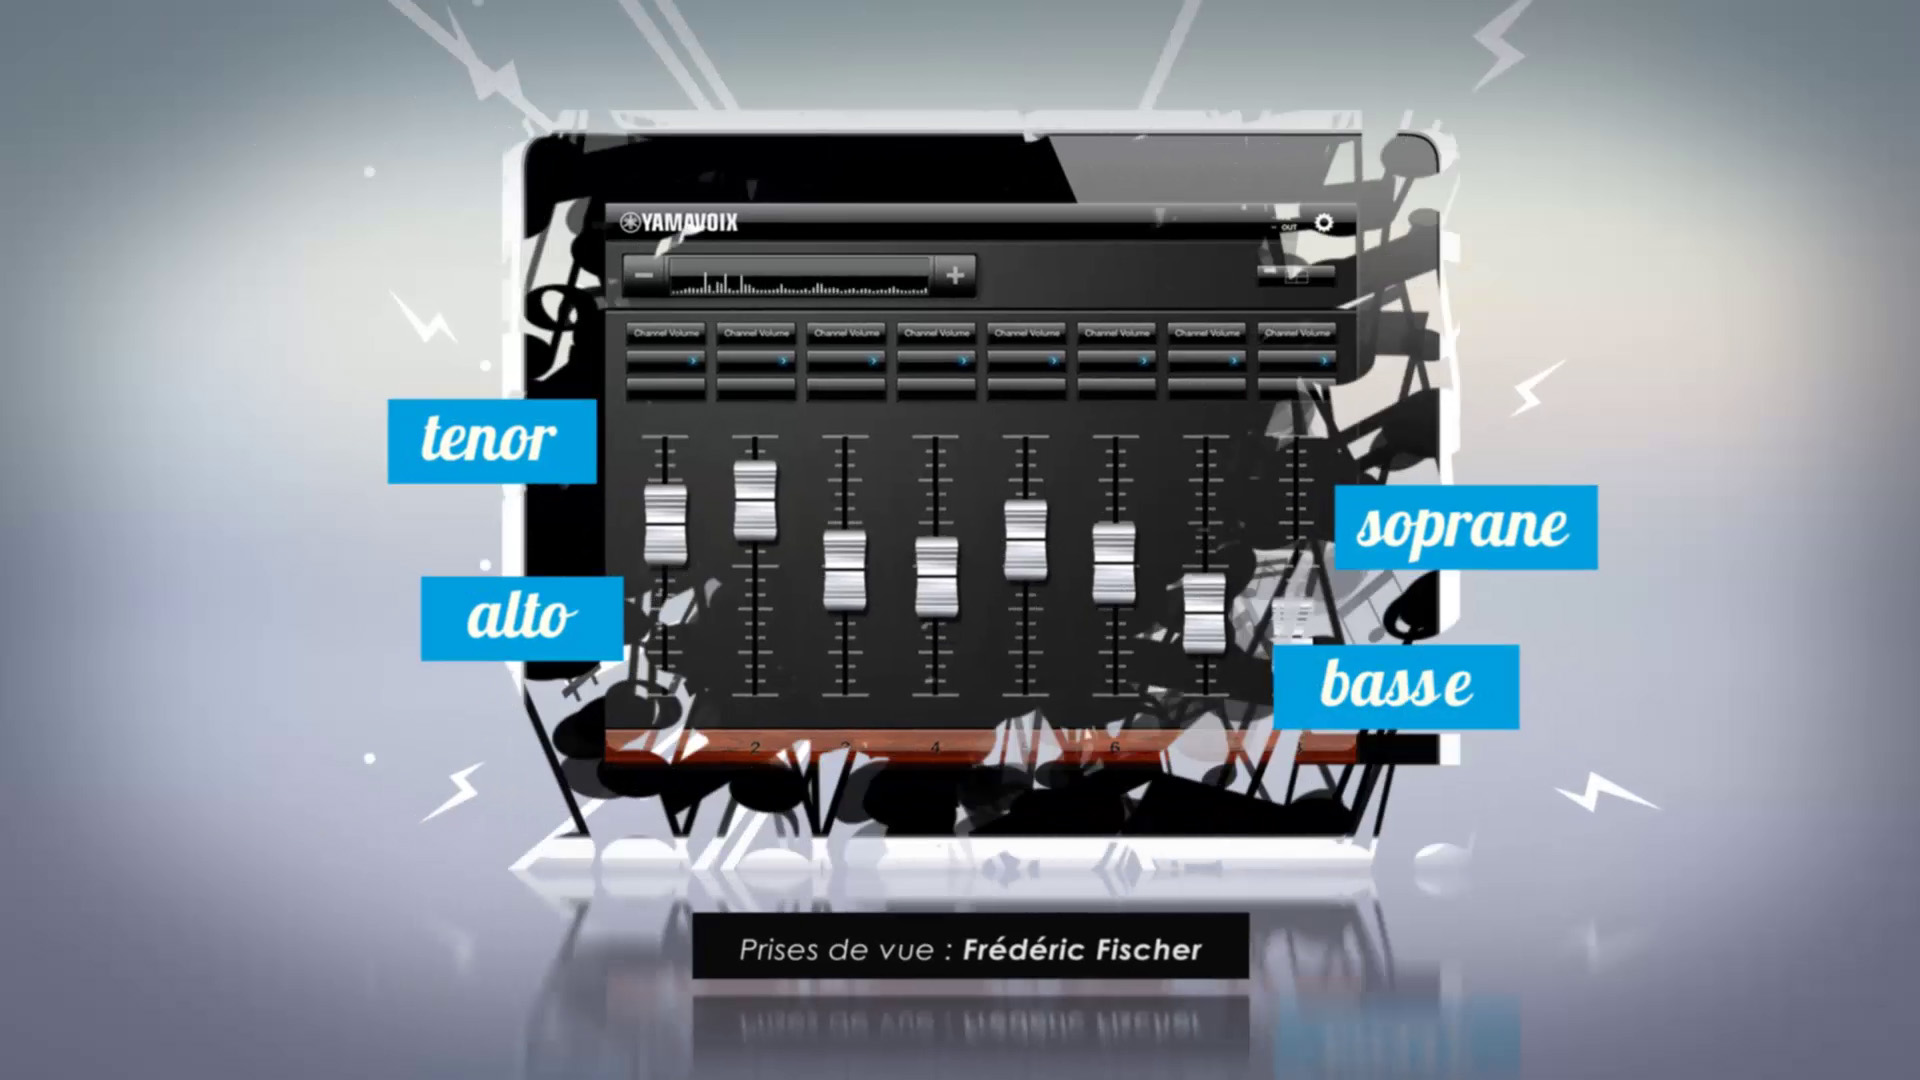 YAMAVOIX
OUT
Channel Volume Channel Volume Channel Volume Channel Volume Channel Volume Channel Volume Channel Volume Channel Volume
tenor
soprane
alto
basse
2 4 6
Prises de vue : Frédéric Fischer